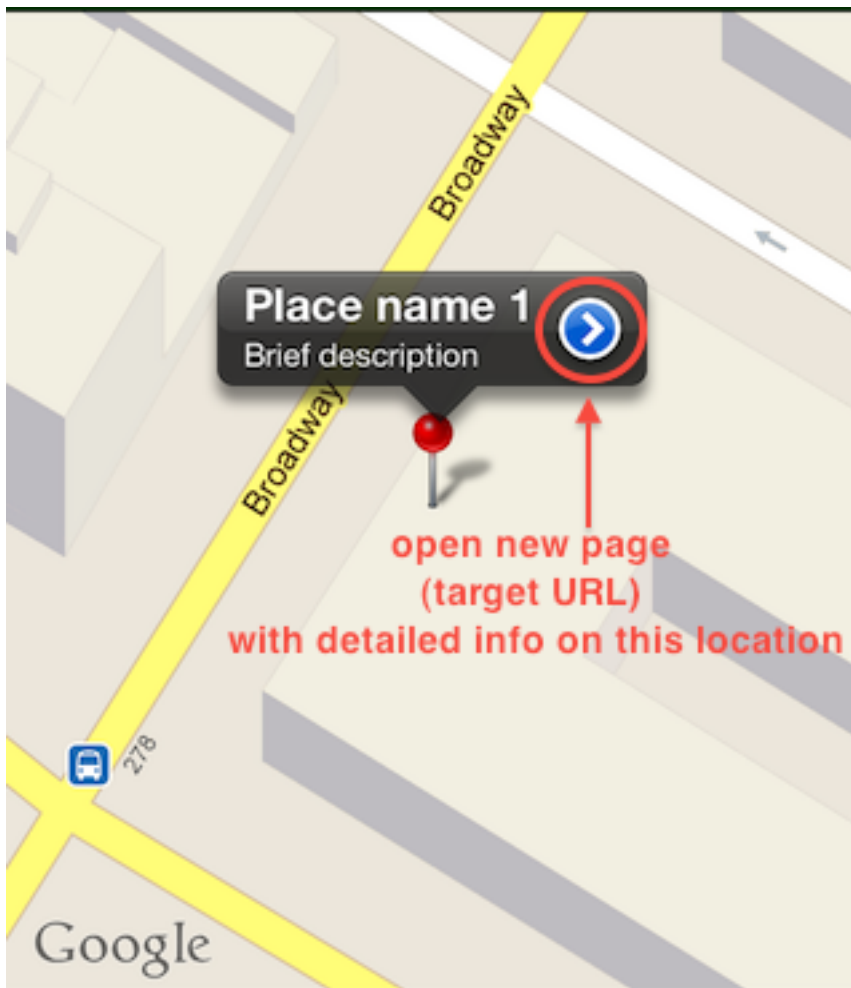 Broadway
Place name 1
Brief description
Broadway
open new page
(target URL)
with detailed info on this location
278
Google